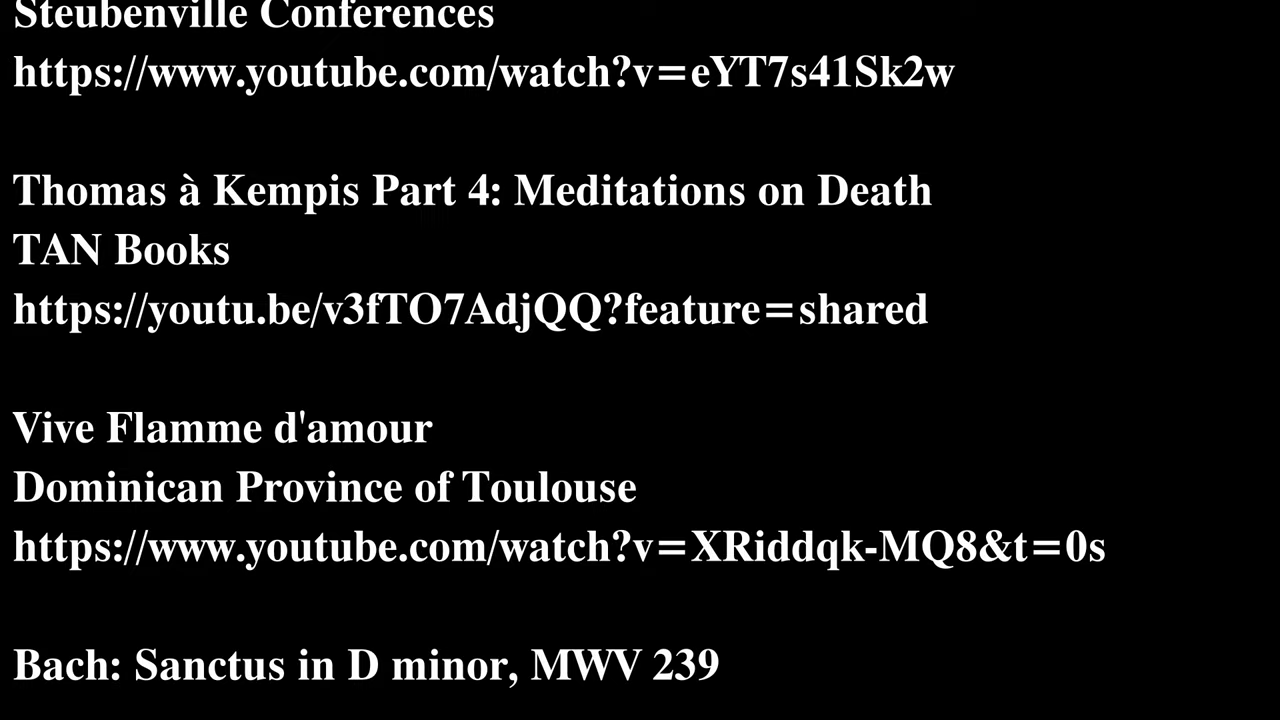 Steubenville Conferences
https://www.youtube.com/watch?v=eYT7s41Sk2w
Thomas à Kempis Part 4: Meditations on Death
TAN Books
https://youtu.be/v3fTO7AdjQQ?feature=shared
Vive Flamme d'amour
Dominican Province of Toulouse
https://www.youtube.com/watch?v=XRiddqk-MQ8&t=0s
Bach: Sanctus in D minor, MWV 239